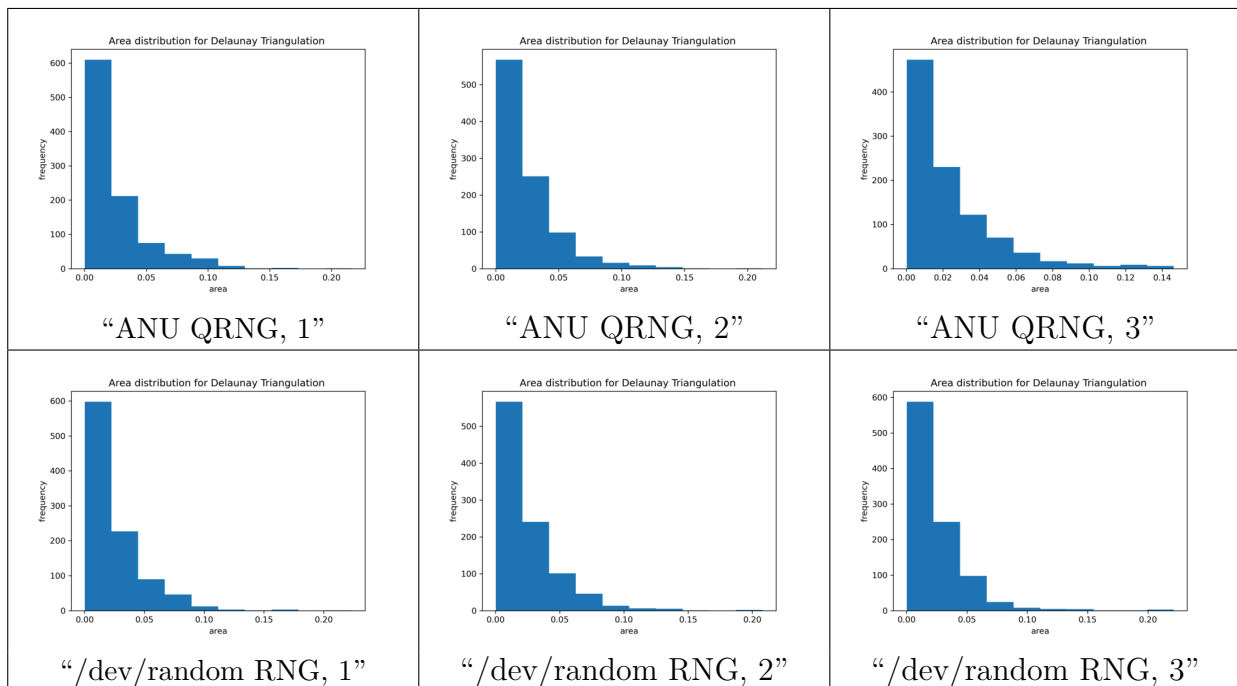 Area distribution for Delaunay Triangulation
600
500
400
300
200
100
0
frequency
0.00 0.05 0.10 0.15 0.20
area
“ANU QRNG, 1”
Area distribution for Delaunay Triangulation
500
400
300
200
100
0
frequency
0.00 0.05 0.10 0.15 0.20
area
“ANU QRNG, 2”
Area distribution for Delaunay Triangulation
400
300
200
100
0
frequency
0.00 0.02 0.04 0.06 0.08 0.10 0.12 0.14
area
“ANU QRNG, 3”
Area distribution for Delaunay Triangulation
600
500
400
300
200
100
0
frequency
0.00 0.05 0.10 0.15 0.20
area
“/dev/random RNG, 1”
Area distribution for Delaunay Triangulation
500
400
300
200
100
0
frequency
0.00 0.05 0.10 0.15 0.20
area
“/dev/random RNG, 2”
Area distribution for Delaunay Triangulation
600
500
400
300
200
100
0
frequency
0.00 0.05 0.10 0.15 0.20
area
“/dev/random RNG, 3”